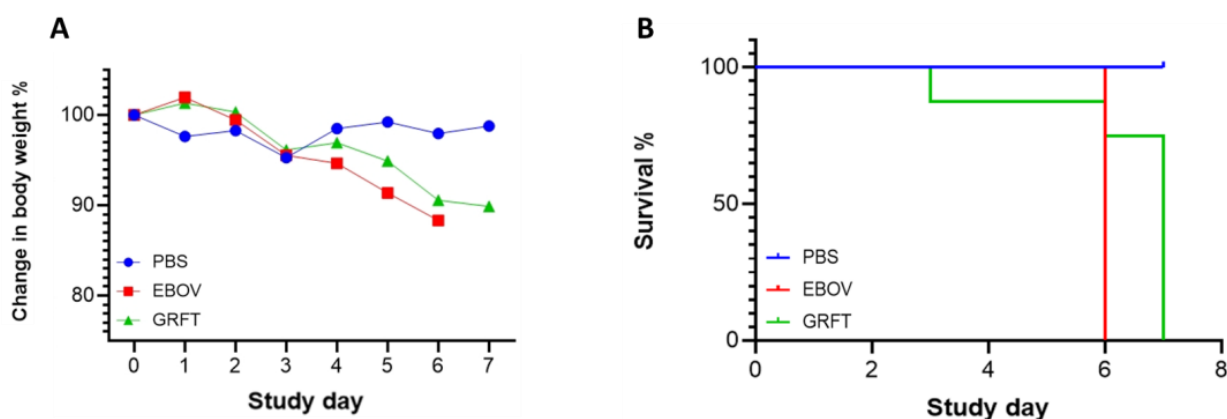 A
Change in body weight %
100
90
80
PBS
EBOV
GRFT
0 1 2 3 4 5 6 7
Study day
B
Survival %
100
50
0
PBS
EBOV
GRFT
0 2 4 6 8
Study day